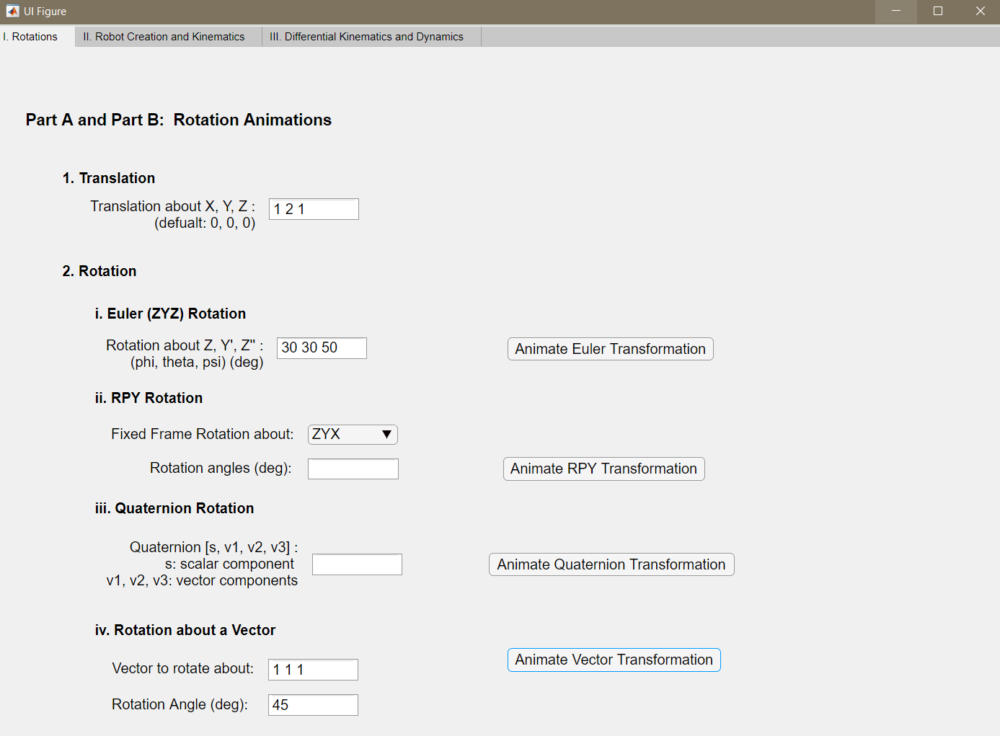 UI Figure
I. Rotations
II. Robot Creation and Kinematics
III. Differential Kinematics and Dynamics
Part A and Part B:  Rotation Animations
1. Translation
Translation about X, Y, Z :
(defualt: 0, 0, 0)
1 2 1
2. Rotation
i. Euler (ZYZ) Rotation
Rotation about Z, Y', Z'' :
(phi, theta, psi) (deg)
30 30 50
Animate Euler Transformation
ii. RPY Rotation
Fixed Frame Rotation about:
ZYX
Rotation angles (deg):
Animate RPY Transformation
iii. Quaternion Rotation
Quaternion [s, v1, v2, v3] :
s: scalar component
v1, v2, v3: vector components
Animate Quaternion Transformation
iv. Rotation about a Vector
Vector to rotate about:
1 1 1
Animate Vector Transformation
Rotation Angle (deg):
45